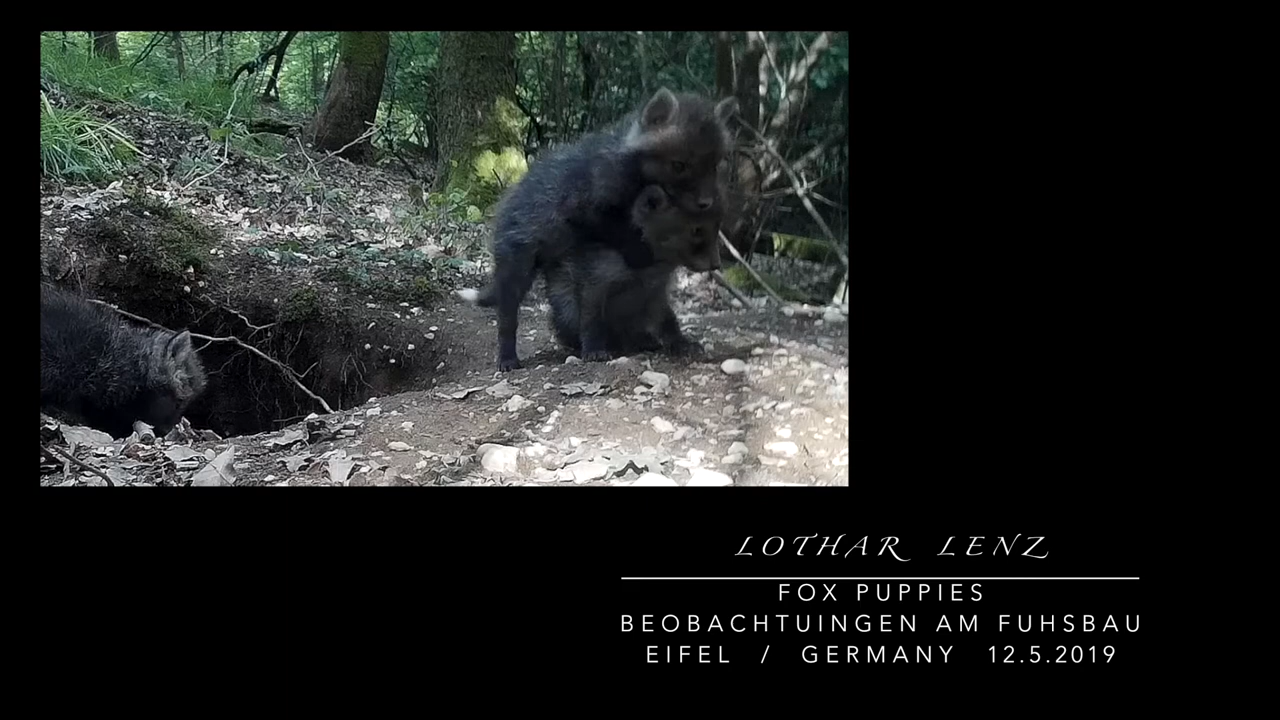 LOTHAR LENZ
FOX PUPPIES
BEOBACHTUINGEN AM FUHSBAU
EIFEL / GERMANY 12.5.2019